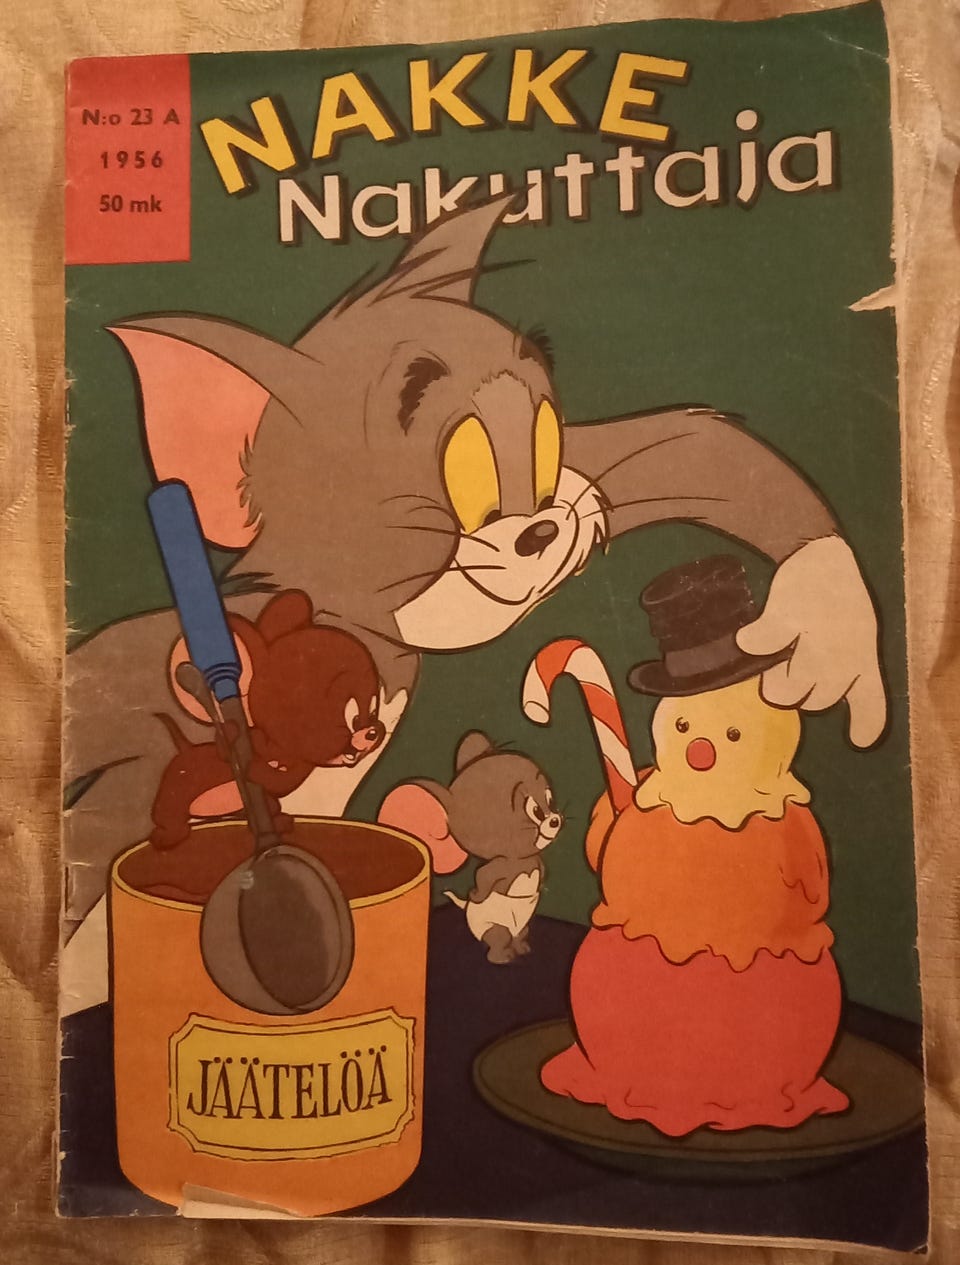 N:o 23 A
1956
50 mk
NAKKE
Nakuttaja
JÄÄTELÖÄ